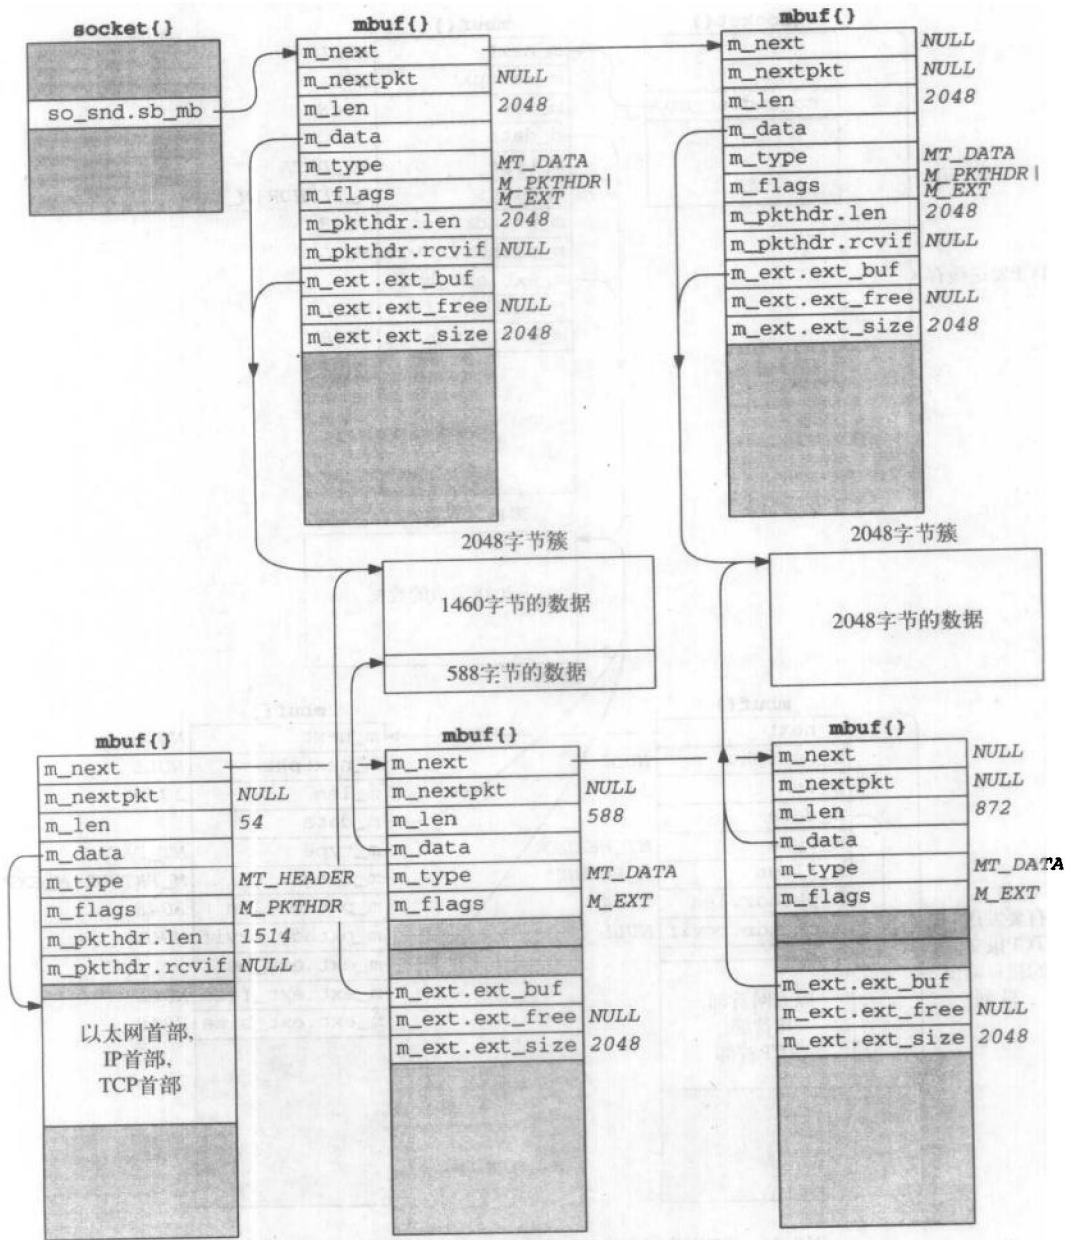 socket{}
so_snd.sb_mb
mbuf{}
m_next
m_nextpkt NULL
m_len 2048
m_data
m_type MT_DATA
m_flags M_PKTHDR|
M_EXT
m_pkthdr.len 2048
m_pkthdr.rcvif NULL
m_ext.ext_buf
m_ext.ext_free NULL
m_ext.ext_size 2048
mbuf{}
m_next NULL
m_nextpkt NULL
m_len 2048
m_data
m_type MT_DATA
m_flags M_PKTHDR|
M_EXT
m_pkthdr.len 2048
m_pkthdr.rcvif NULL
m_ext.ext_buf
m_ext.ext_free NULL
m_ext.ext_size 2048
2048字节簇
1460字节的数据
588字节的数据
2048字节簇
2048字节的数据
mbuf{}
m_next
m_nextpkt NULL
m_len 54
m_data
m_type MT_HEADER
m_flags M_PKTHDR
m_pkthdr.len 1514
m_pkthdr.rcvif NULL
以太网首部,
IP首部,
TCP首部
mbuf{}
m_next
m_nextpkt NULL
m_len 588
m_data
m_type MT_DATA
m_flags M_EXT
m_ext.ext_buf
m_ext.ext_free NULL
m_ext.ext_size 2048
mbuf{}
m_next NULL
m_nextpkt NULL
m_len 872
m_data
m_type MT_DATA
m_flags M_EXT
m_ext.ext_buf
m_ext.ext_free NULL
m_ext.ext_size 2048